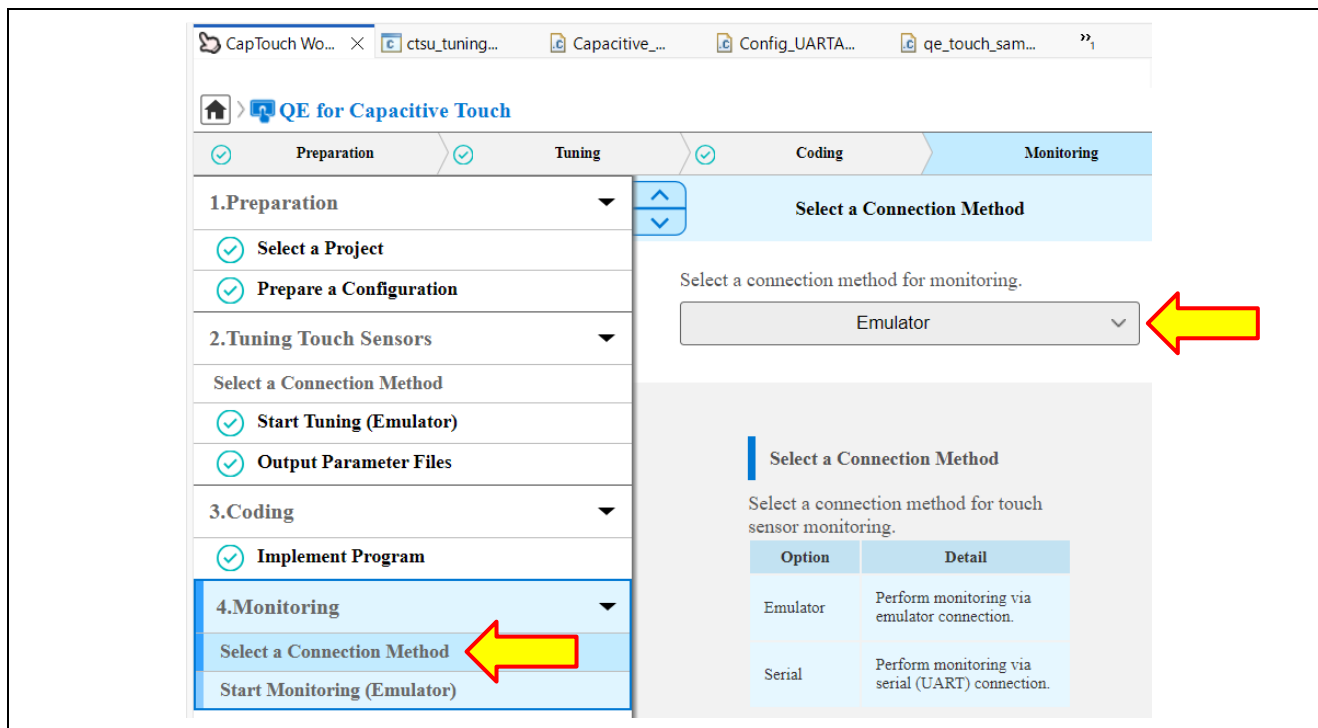 CapTouch Wo...
ctsu_tuning...
Capacitive_...
Config_UARTA...
qe_touch_sam...
»1
QE for Capacitive Touch
Preparation
Tuning
Coding
Monitoring
1.Preparation
Select a Project
Prepare a Configuration
2.Tuning Touch Sensors
Select a Connection Method
Start Tuning (Emulator)
Output Parameter Files
3.Coding
Implement Program
4.Monitoring
Select a Connection Method
Start Monitoring (Emulator)
Select a Connection Method
Select a connection method for monitoring.
Emulator
Select a Connection Method
Select a connection method for touch
sensor monitoring.
Option Detail
Emulator Perform monitoring via
emulator connection.
Serial Perform monitoring via
serial (UART) connection.